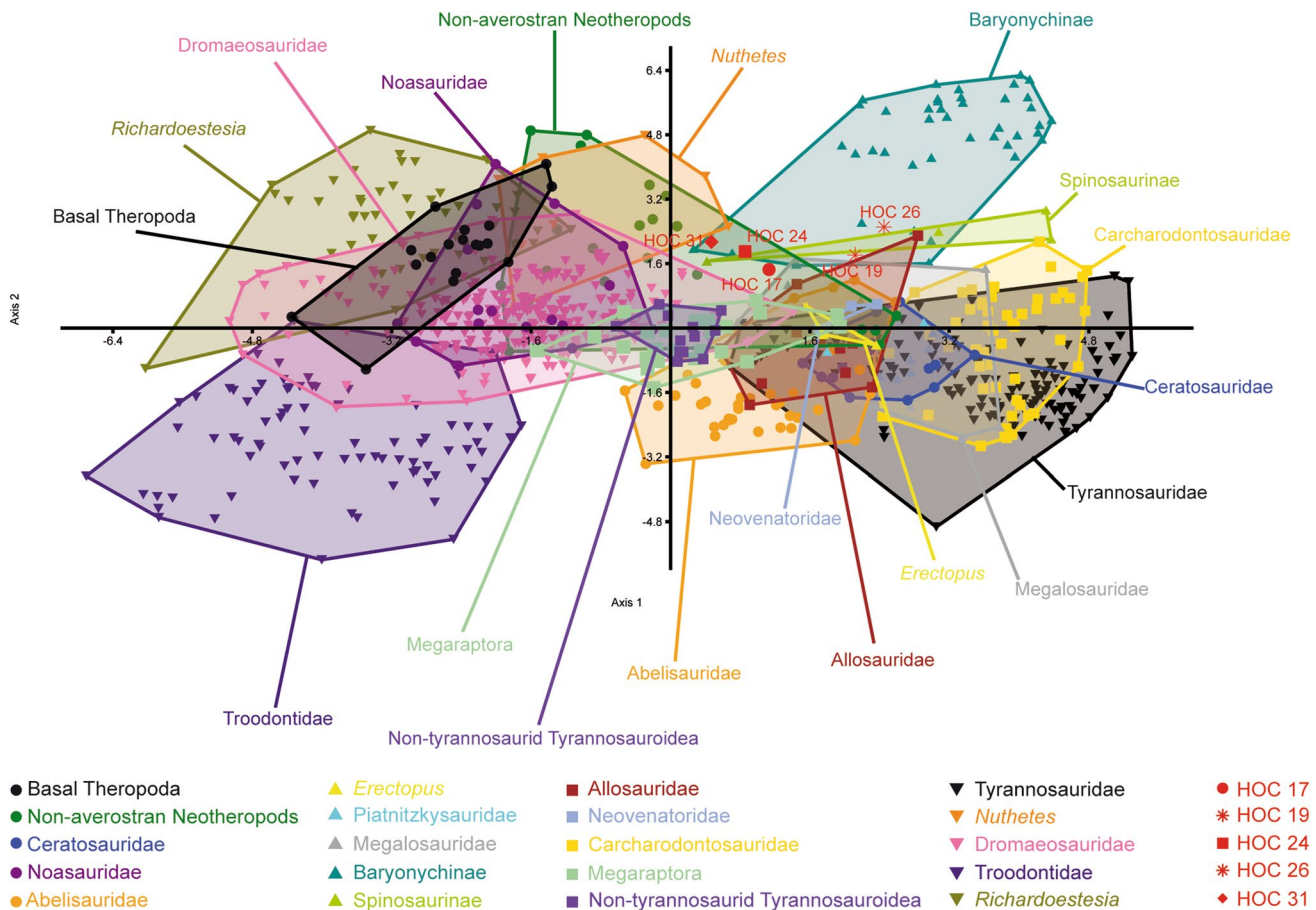 Non-averostran Neotheropods
Baryonychinae
Dromaeosauridae
Nuthetes
Noasauridae
Richardoestesia
Spinosaurinae
Basal Theropoda
Carcharodontosauridae
6.4
4.8
3.2
1.6
-1.6
-3.2
-4.8
HOC 26
HOC 31
HOC 24
HOC 19
HOC 17
Axis 2
-6.4
-4.8
-3.2
-1.6
1.6
3.2
4.8
Ceratosauridae
Tyrannosauridae
Neovenatoridae
Erectopus
Megalosauridae
Axis 1
Megaraptora
Abelisauridae
Allosauridae
Troodontidae
Non-tyrannosaurid Tyrannosauroidea
Basal Theropoda
Non-averostran Neotheropods
Ceratosauridae
Noasauridae
Abelisauridae
Erectopus
Piatnitzkysauridae
Megalosauridae
Baryonychinae
Spinosaurinae
Allosauridae
Neovenatoridae
Carcharodontosauridae
Megaraptora
Non-tyrannosaurid Tyrannosauroidea
Tyrannosauridae
Nuthetes
Dromaeosauridae
Troodontidae
Richardoestesia
HOC 17
HOC 19
HOC 24
HOC 26
HOC 31